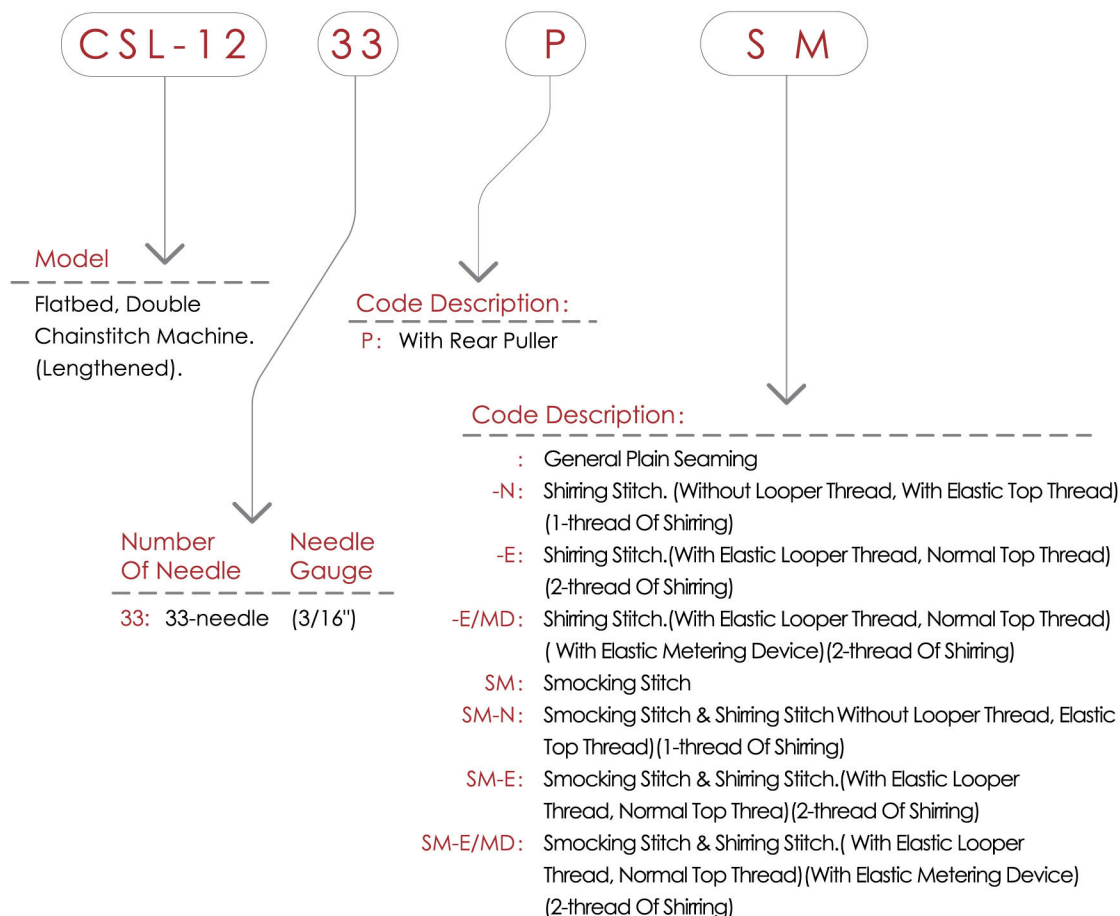 CSL-12 33 P S M
Model
Flatbed, Double
Chainstitch Machine.
(Lengthened).
Code Description:
P: With Rear Puller
Number Needle
Of Needle Gauge
33: 33-needle (3/16")
Code Description:
: General Plain Seaming
-N: Shirring Stitch. (Without Looper Thread, With Elastic Top Thread)
(1-thread Of Shirring)
-E: Shirring Stitch.(With Elastic Looper Thread, Normal Top Thread)
(2-thread Of Shirring)
-E/MD: Shirring Stitch.(With Elastic Looper Thread, Normal Top Thread)
( With Elastic Metering Device)(2-thread Of Shirring)
SM: Smocking Stitch
SM-N: Smocking Stitch & Shirring Stitch Without Looper Thread, Elastic
Top Thread)(1-thread Of Shirring)
SM-E: Smocking Stitch & Shirring Stitch.(With Elastic Looper
Thread, Normal Top Threa)(2-thread Of Shirring)
SM-E/MD: Smocking Stitch & Shirring Stitch.( With Elastic Looper
Thread, Normal Top Thread)(With Elastic Metering Device)
(2-thread Of Shirring)